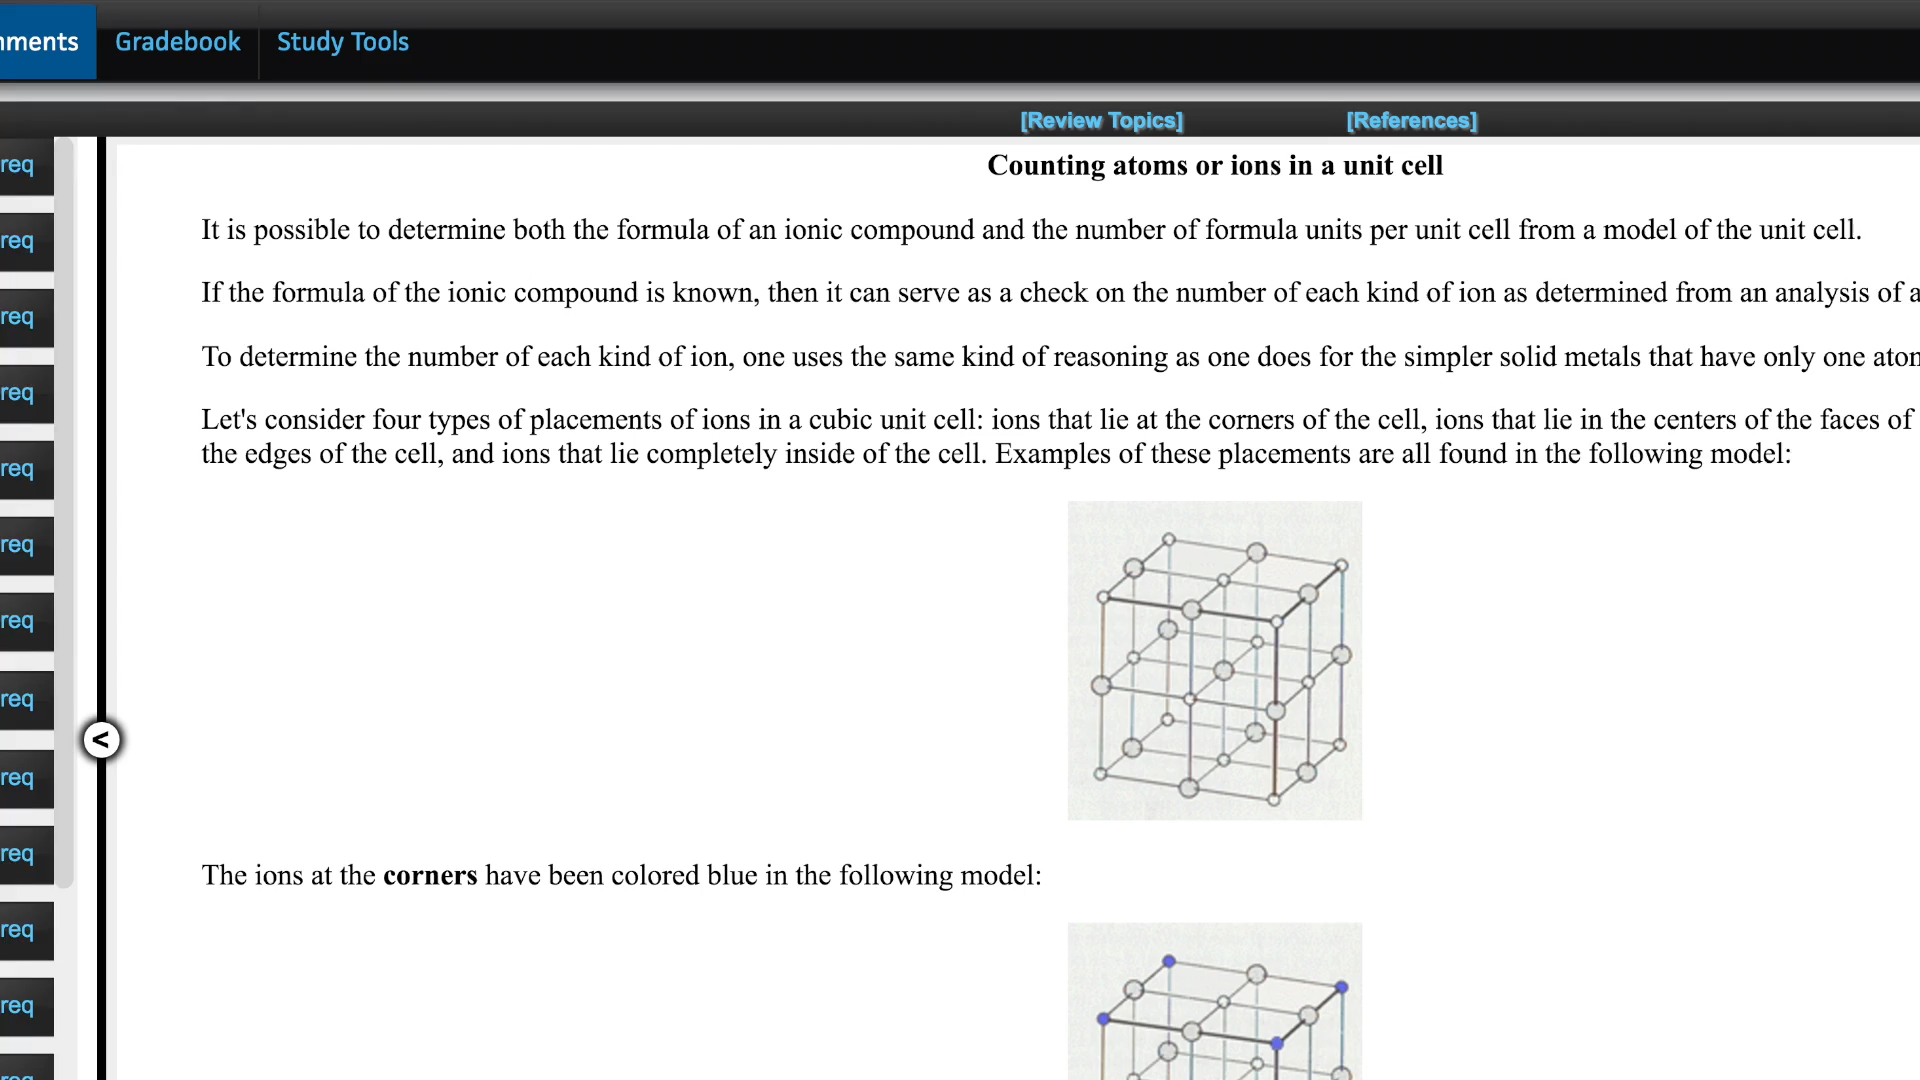 Gradebook
Study Tools
[Review Topics]
[References]
req
req
req
req
req
req
req
req
req
req
req
req
<
Counting atoms or ions in a unit cell
It is possible to determine both the formula of an ionic compound and the number of formula units per unit cell from a model of the unit cell.
If the formula of the ionic compound is known, then it can serve as a check on the number of each kind of ion as determined from an analysis of
To determine the number of each kind of ion, one uses the same kind of reasoning as one does for the simpler solid metals that have only one
Let's consider four types of placements of ions in a cubic unit cell: ions that lie at the corners of the cell, ions that lie in the centers of the faces of
the edges of the cell, and ions that lie completely inside of the cell. Examples of these placements are all found in the following model:
The ions at the corners have been colored blue in the following model: